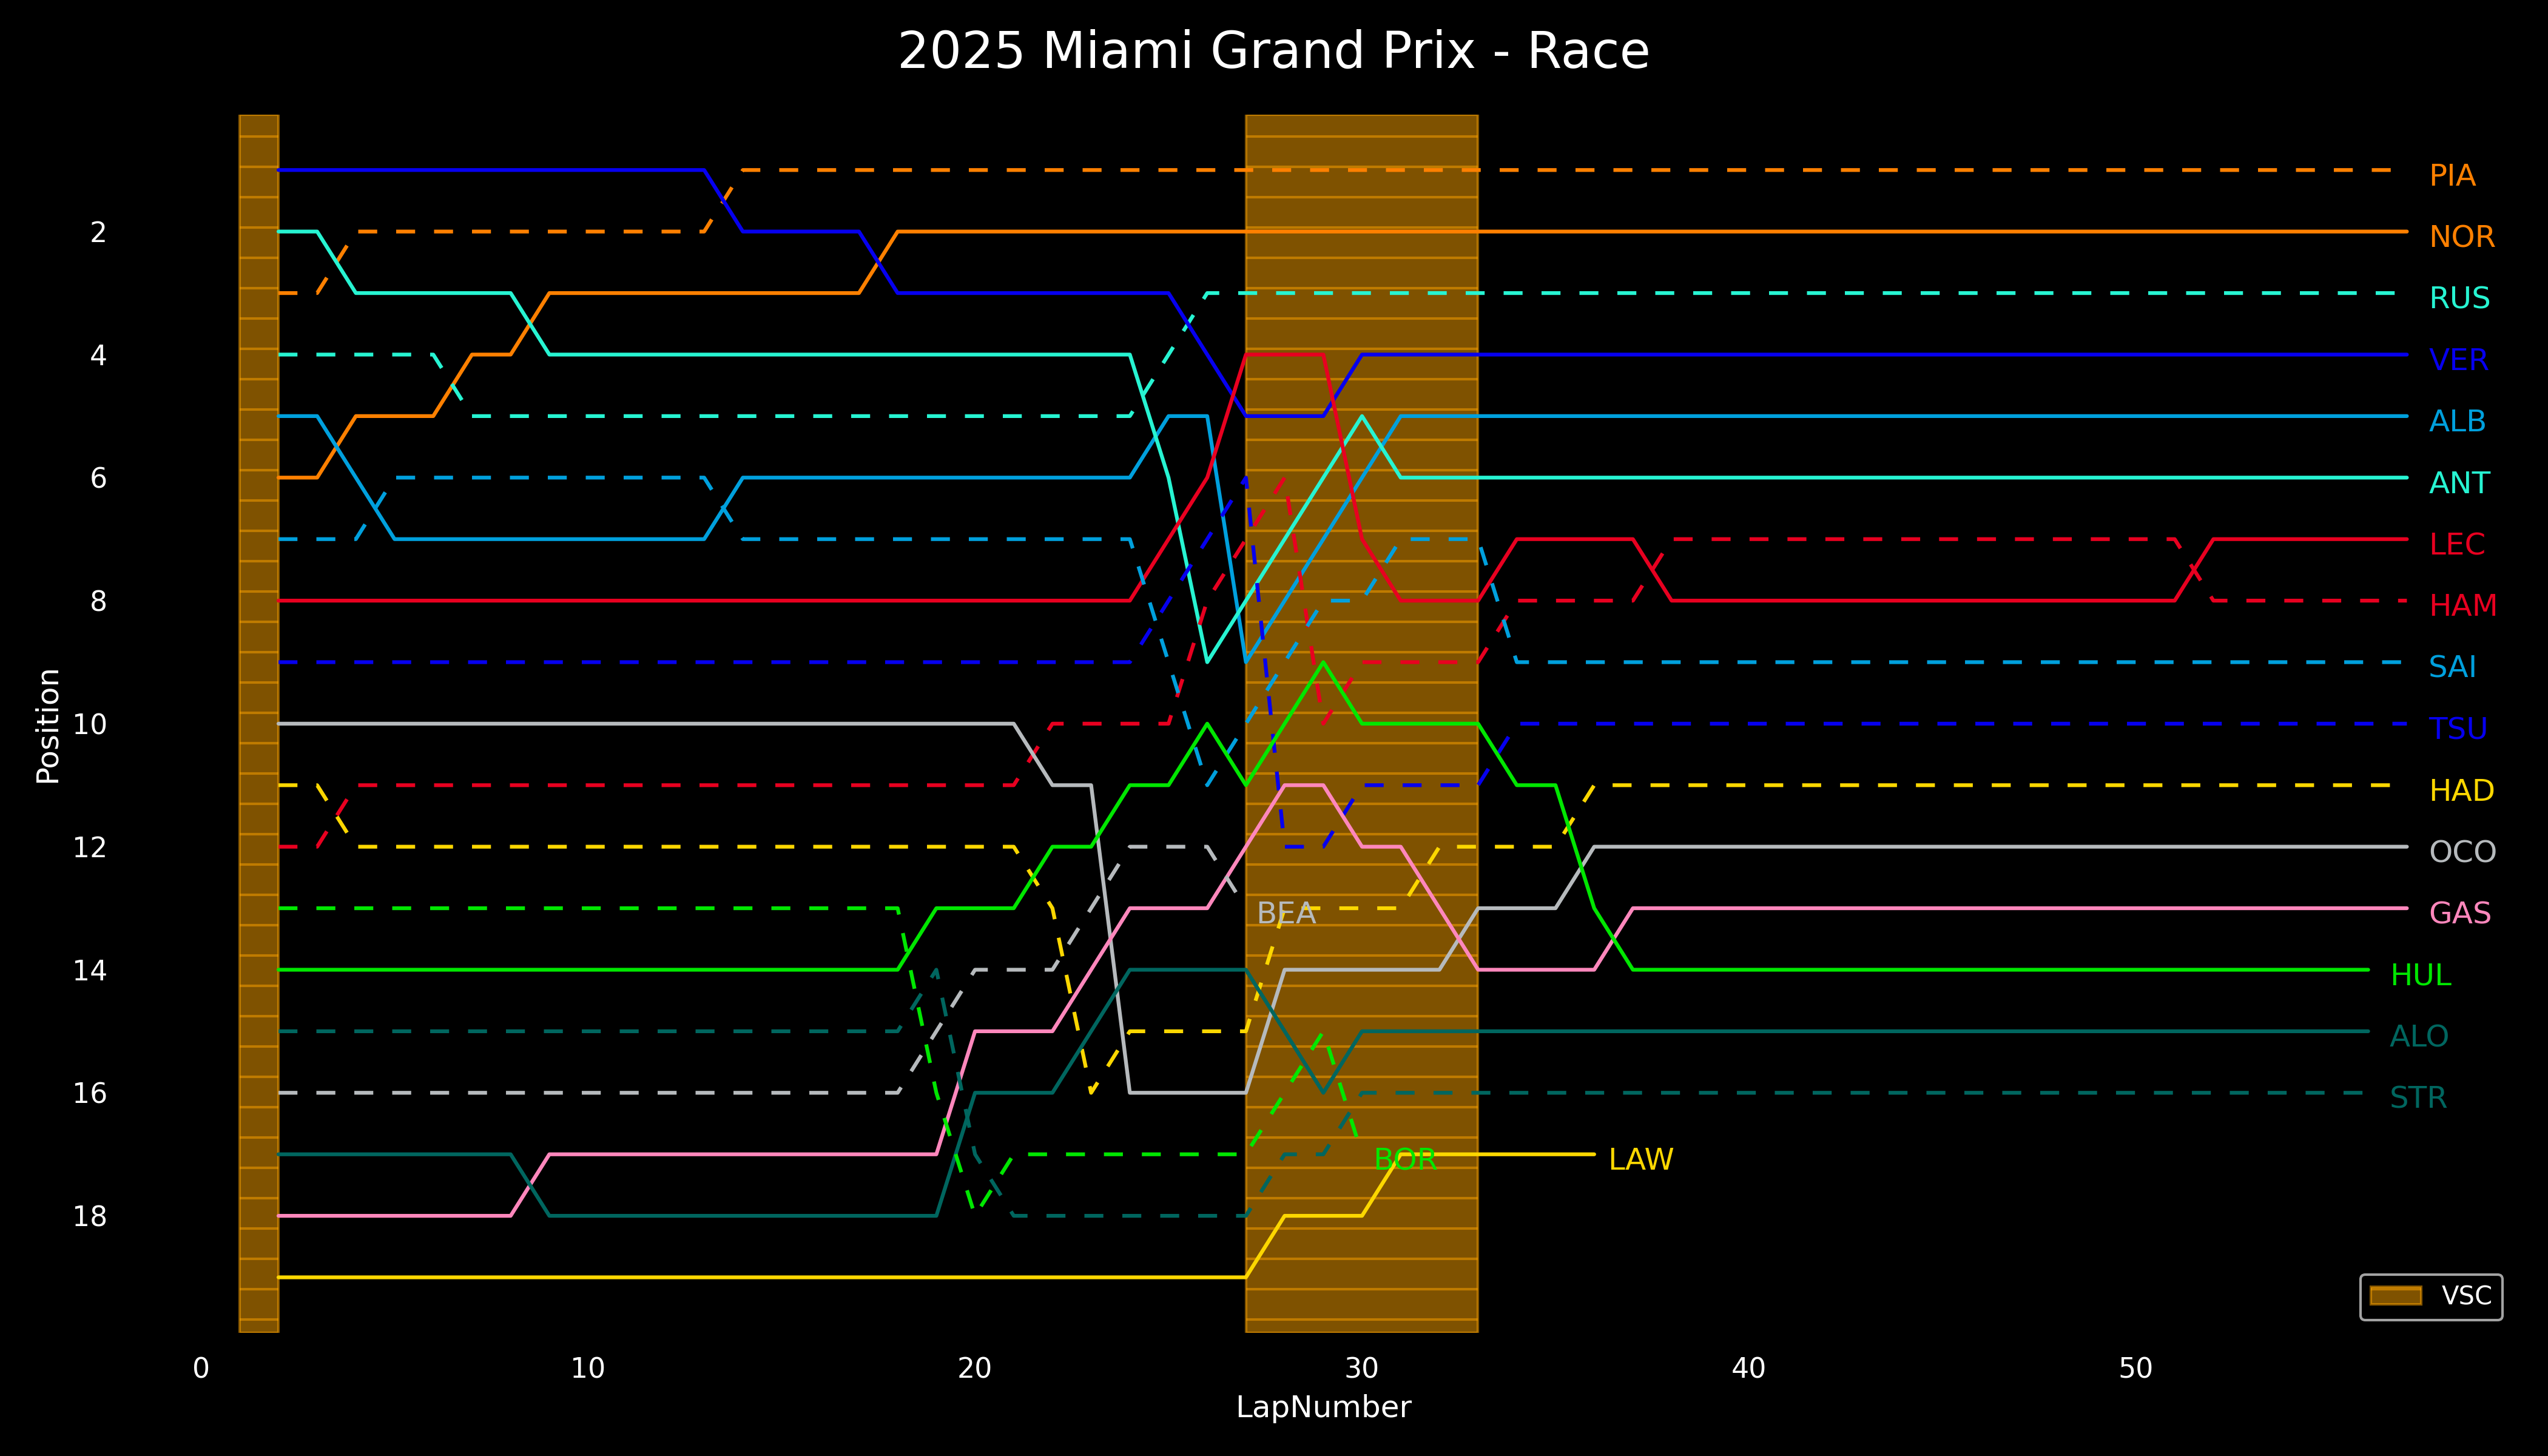 2025 Miami Grand Prix - Race
Position
2
4
6
8
10
12
14
16
18
PIA
NOR
RUS
VER
ALB
ANT
LEC
HAM
SAI
TSU
HAD
OCO
BEA
GAS
HUL
ALO
STR
BOR
LAW
VSC
0 10 20 30 40 50
LapNumber